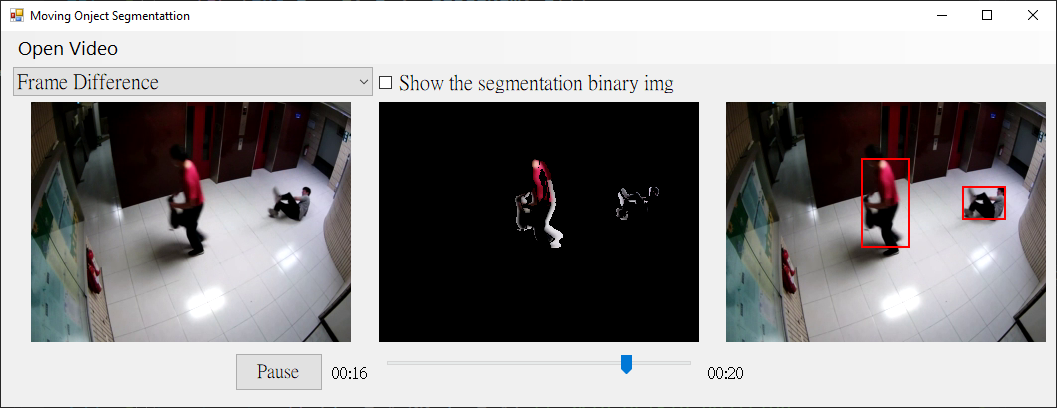 Moving Onject Segmentattion
Open Video
Frame Difference
Show the segmentation binary img
Pause
00:16
00:20